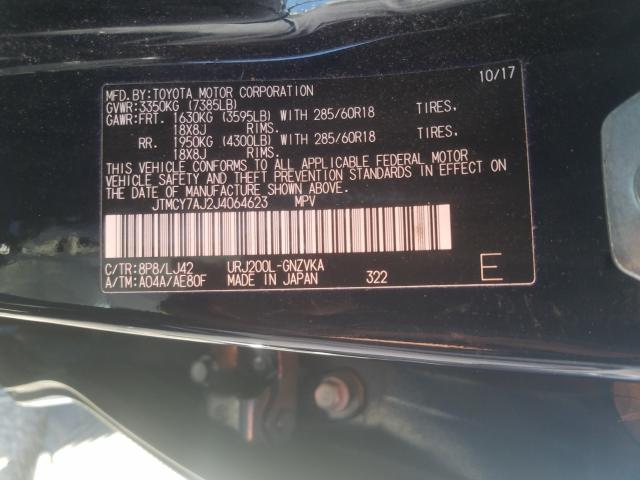 10/17
MFD.BY:TOYOTA MOTOR CORPORATION
GVWR:3350KG (7385LB)
GAWR:FRT. 1630KG (3595LB) WITH 285/60R18 TIRES.
18X8J RIMS.
RR. 1950KG (4300LB) WITH 285/60R18 TIRES.
18X8J RIMS.
THIS VEHICLE CONFORMS TO ALL APPLICABLE FEDERAL MOTOR
VEHICLE SAFETY AND THEFT PREVENTION STANDARDS IN EFFECT ON
THE DATE OF MANUFACTURE SHOWN ABOVE.
JTMCY7AJ2J4064623 MPV
C/TR:8P8/LJ42 URJ200L-GNZVKA
A/TM:A04A/AE80F MADE IN JAPAN 322 E